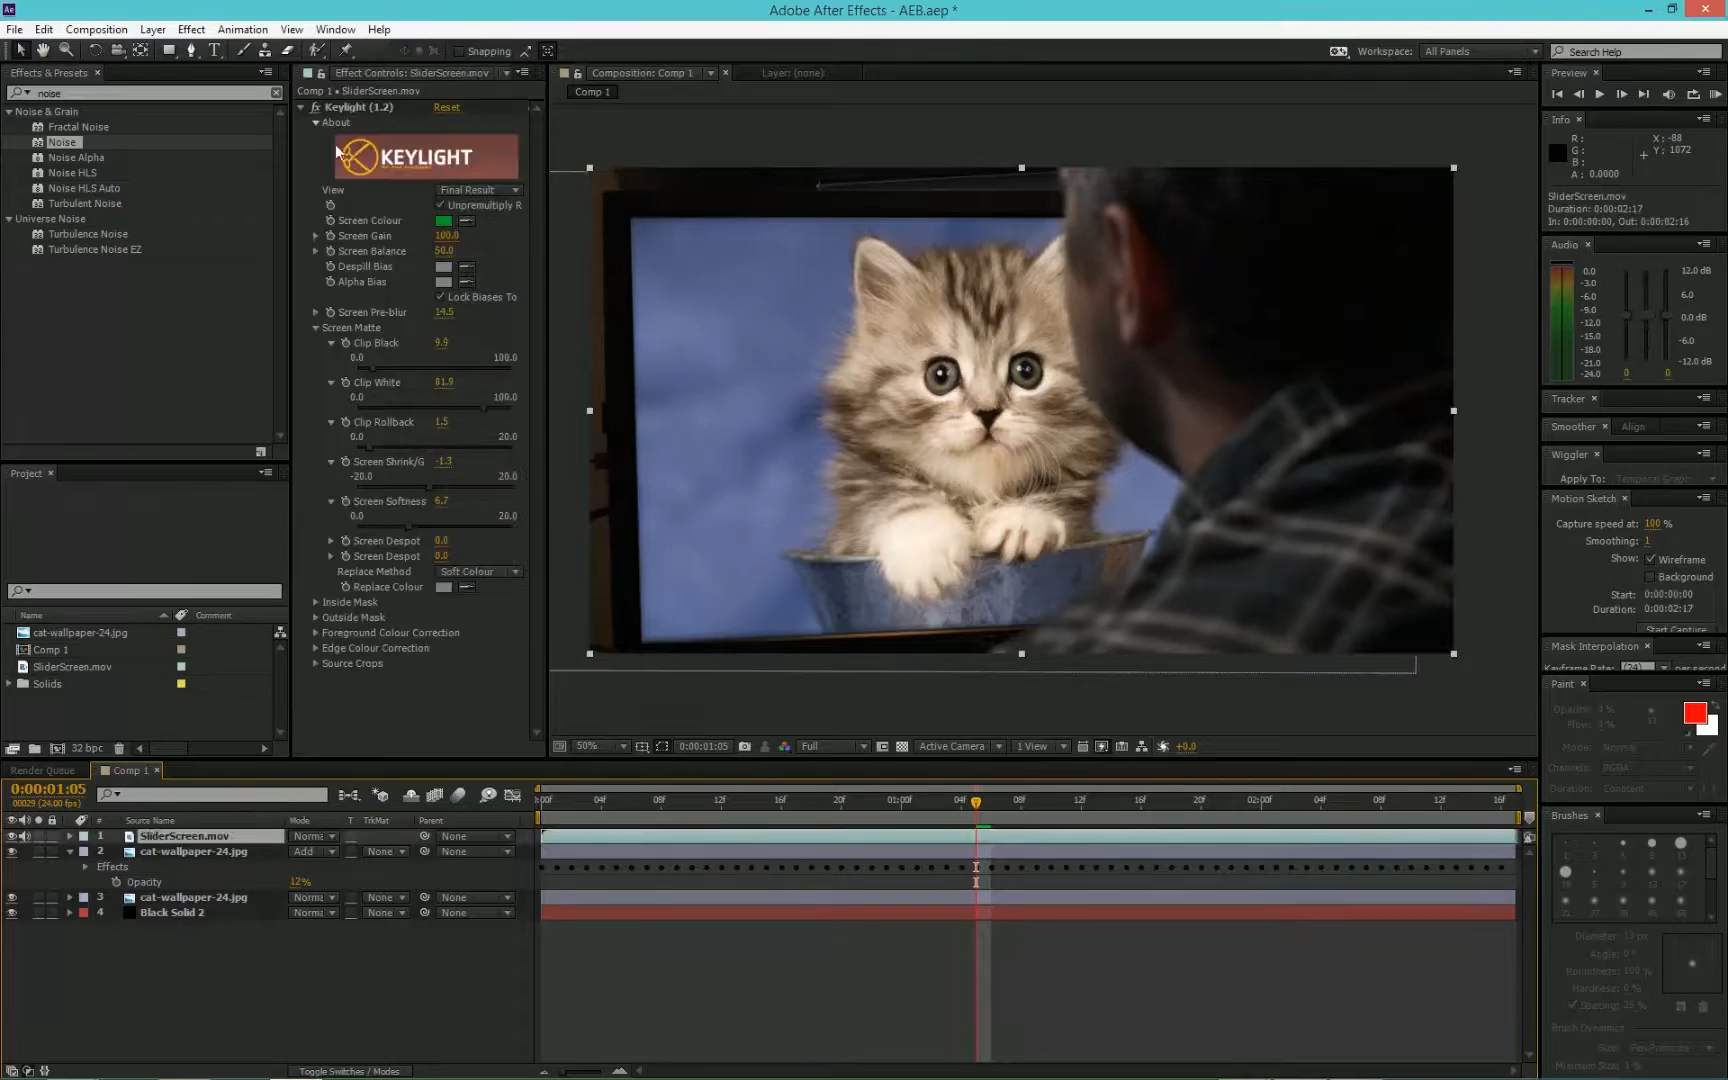 Adobe After Effects - AEB.aep *
File Edit Composition Layer Effect Animation View Window Help
Snapping Workspace: All Panels Search Help
Effects & Presets
noise
Noise & Grain
Fractal Noise
Noise
Noise Alpha
Noise HLS
Noise HLS Auto
Turbulent Noise
Universe Noise
Turbulence Noise
Turbulence Noise EZ
Project
Name Comment
cat-wallpaper-24.jpg
Comp 1
SliderScreen.mov
Solids
32 bpc
Effect Controls: SliderScreen.mov
Comp 1 • SliderScreen.mov
Keylight (1.2) Reset
About
KEYLIGHT
View Final Result
Unpremultiply R
Screen Colour
Screen Gain 100.0
Screen Balance 50.0
Despill Bias
Alpha Bias
Lock Biases To
Screen Pre-blur 14.5
Screen Matte
Clip Black 9.9
0.0 100.0
Clip White 81.9
0.0 100.0
Clip Rollback 1.5
0.0 20.0
Screen Shrink/G -1.3
-20.0 20.0
Screen Softness 6.7
0.0 20.0
Screen Despot 0.0
Screen Despot 0.0
Replace Method Soft Colour
Replace Colour
Inside Mask
Outside Mask
Foreground Colour Correction
Edge Colour Correction
Source Crops
Composition: Comp 1 Layer: (none)
Comp 1
50% 0:00:01:05 Full Active Camera 1 View +0.0
Preview
Info
R: X: -88
G: Y: 1072
B:
A: 0.0000
SliderScreen.mov
Duration: 0:00:02:17
In: 0:00:00:00, Out: 0:00:02:16
Audio
0.0 12.0 dB
-3.0
-6.0 6.0
-9.0
-12.0 0.0 dB
-15.0
-18.0 -6.0
-21.0
-24.0 -12.0 dB
0 0
Tracker
Smoother Align
Wiggler
Apply To: Temporal Graph
Motion Sketch
Capture speed at: 100 %
Smoothing: 1
Show: Wireframe
Background
Start: 0:00:00:00
Duration: 0:00:02:17
Start Capture
Mask Interpolation
Keyframe Rate: (24) per second
Paint
Opacity: 0 %
Flow: 0 %
Mode: Normal
Channels: RGBA
Duration: Constant
Brushes
Diameter: 13 px
Angle: 0°
Roundness: 100 %
Hardness: 0 %
Spacing: 25 %
Brush Dynamics
Size: Pen Pressure
Minimum Size: 1 %
Render Queue Comp 1
0:00:01:05
00029 (24.00 fps)
# Source Name Mode T TrkMat Parent
1 SliderScreen.mov Norma None
2 cat-wallpaper-24.jpg Add None None
Effects
Opacity 12%
3 cat-wallpaper-24.jpg Norma None None
4 Black Solid 2 Norma None None
04f 08f 12f 16f 20f 01:00f 04f 08f 12f 16f 20f 02:00f 04f 08f 12f 16f
Toggle Switches / Modes